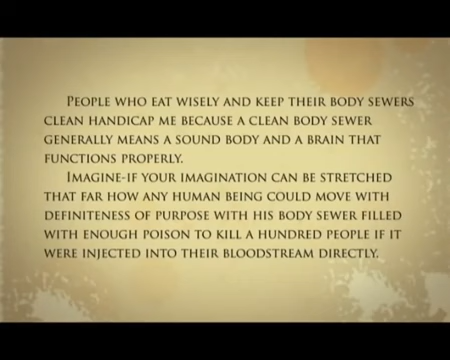 People who eat wisely and keep their body sewers
clean handicap me because a clean body sewer
generally means a sound body and a brain that
functions properly.
Imagine-if your imagination can be stretched
that far how any human being could move with
definiteness of purpose with his body sewer filled
with enough poison to kill a hundred people if it
were injected into their bloodstream directly.